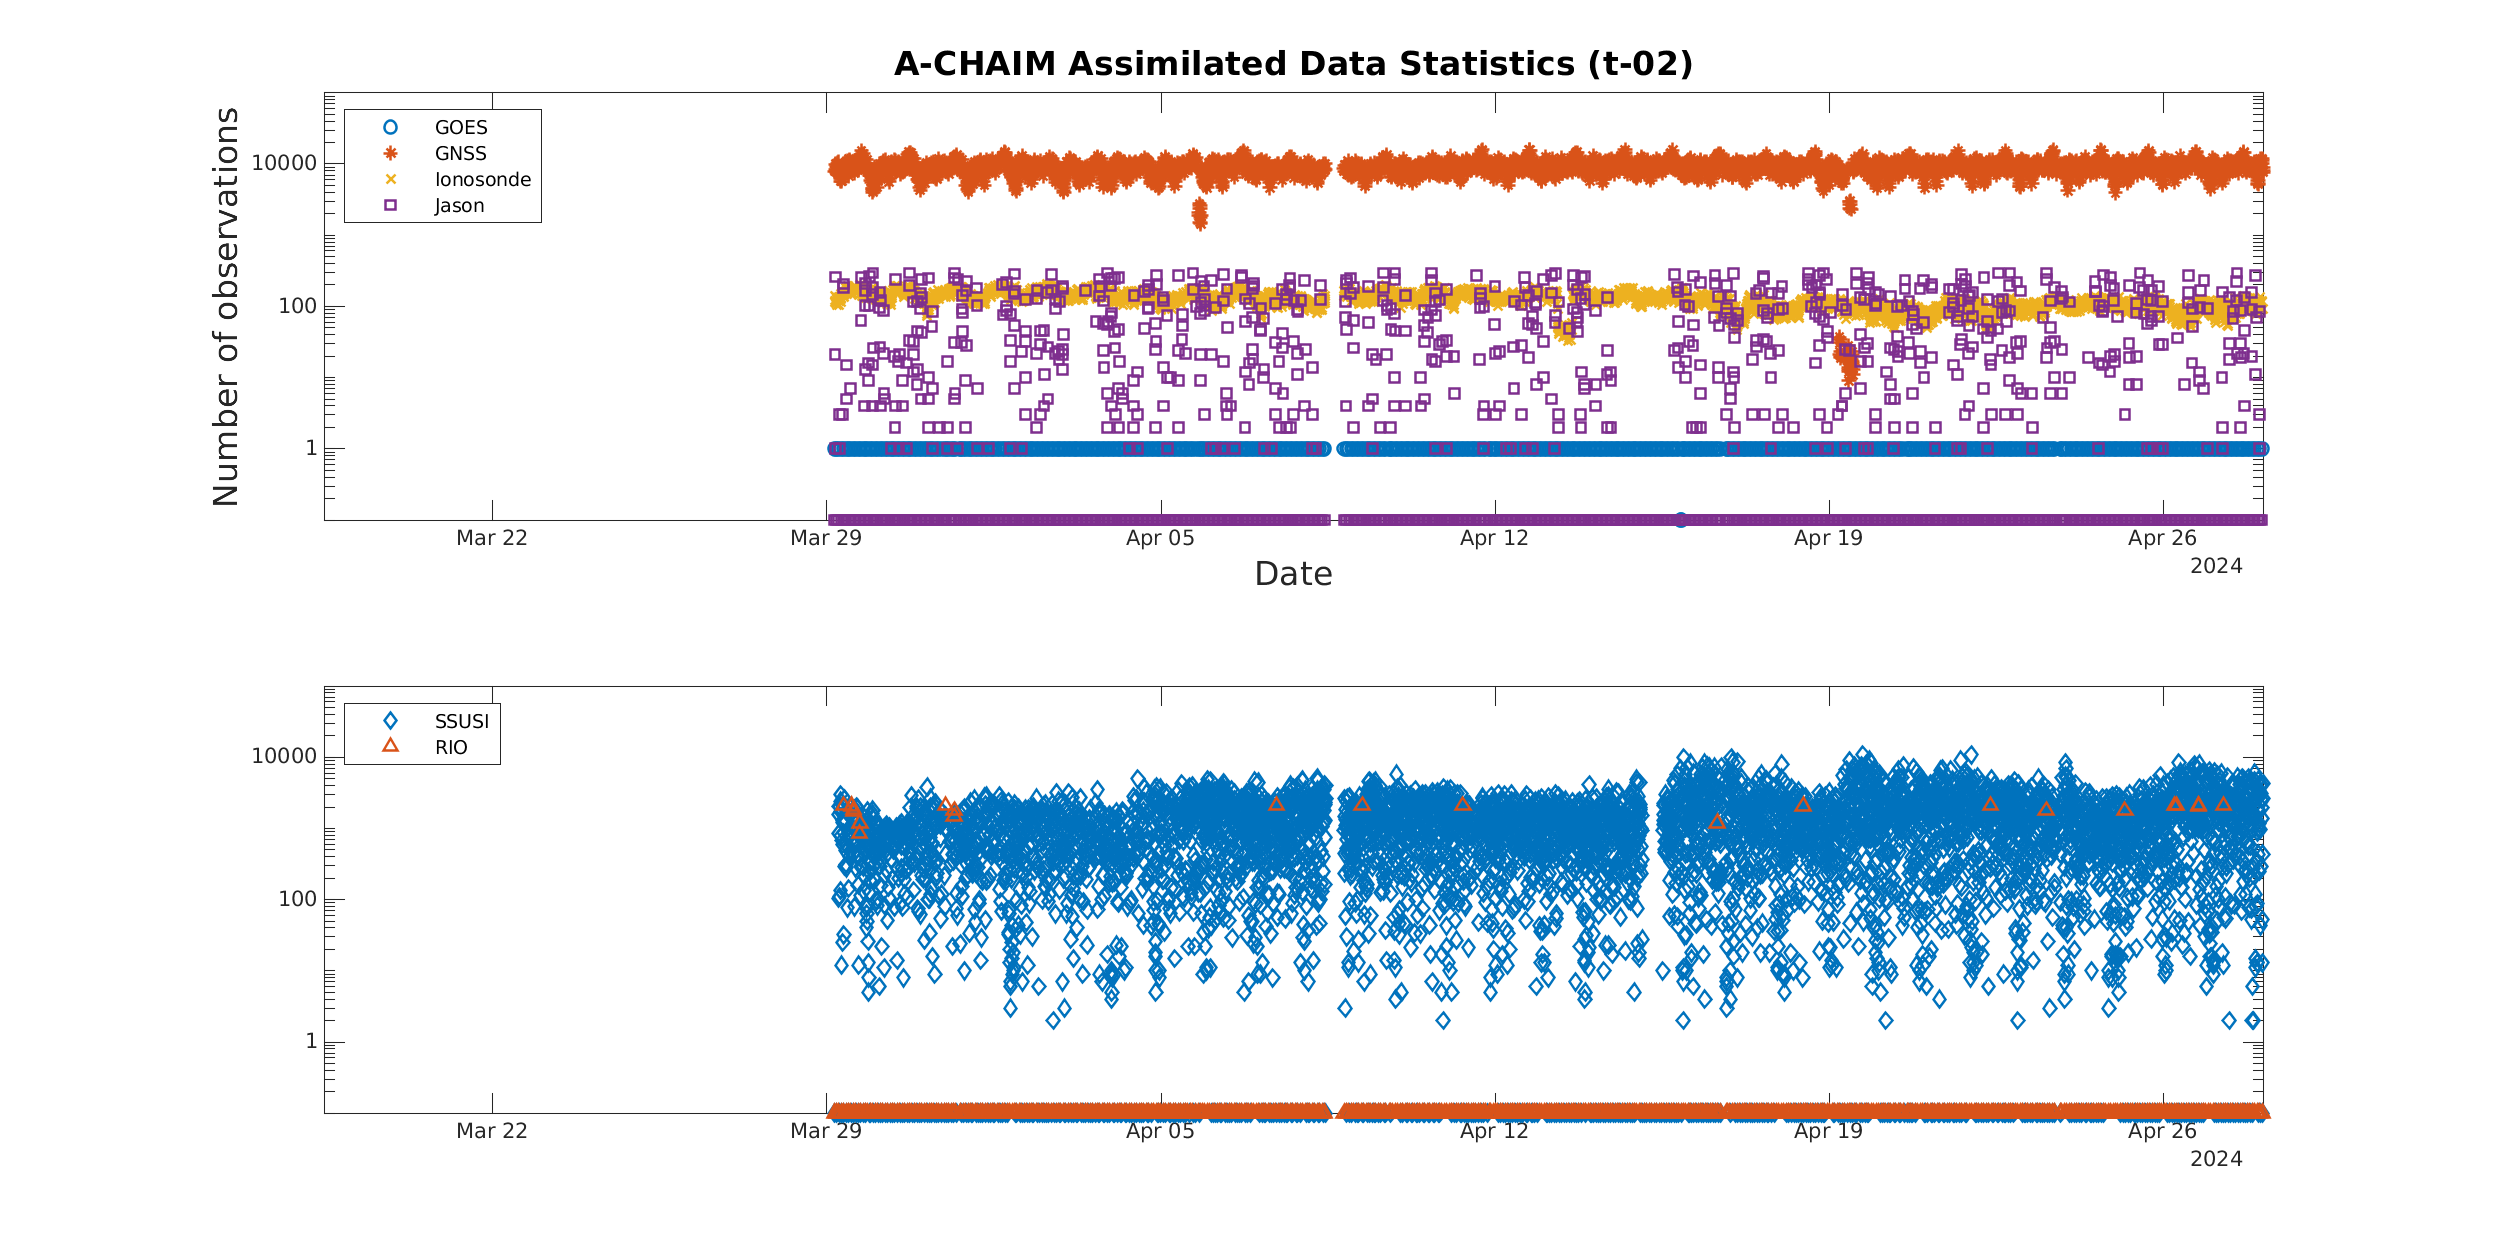 A-CHAIM Assimilated Data Statistics (t-02)
Number of observations
10000
100
1
GOES
GNSS
Ionosonde
Jason
Mar 22
Mar 29
Apr 05
Apr 12
Apr 19
Apr 26
2024
Date
10000
100
1
SSUSI
RIO
Mar 22
Mar 29
Apr 05
Apr 12
Apr 19
Apr 26
2024